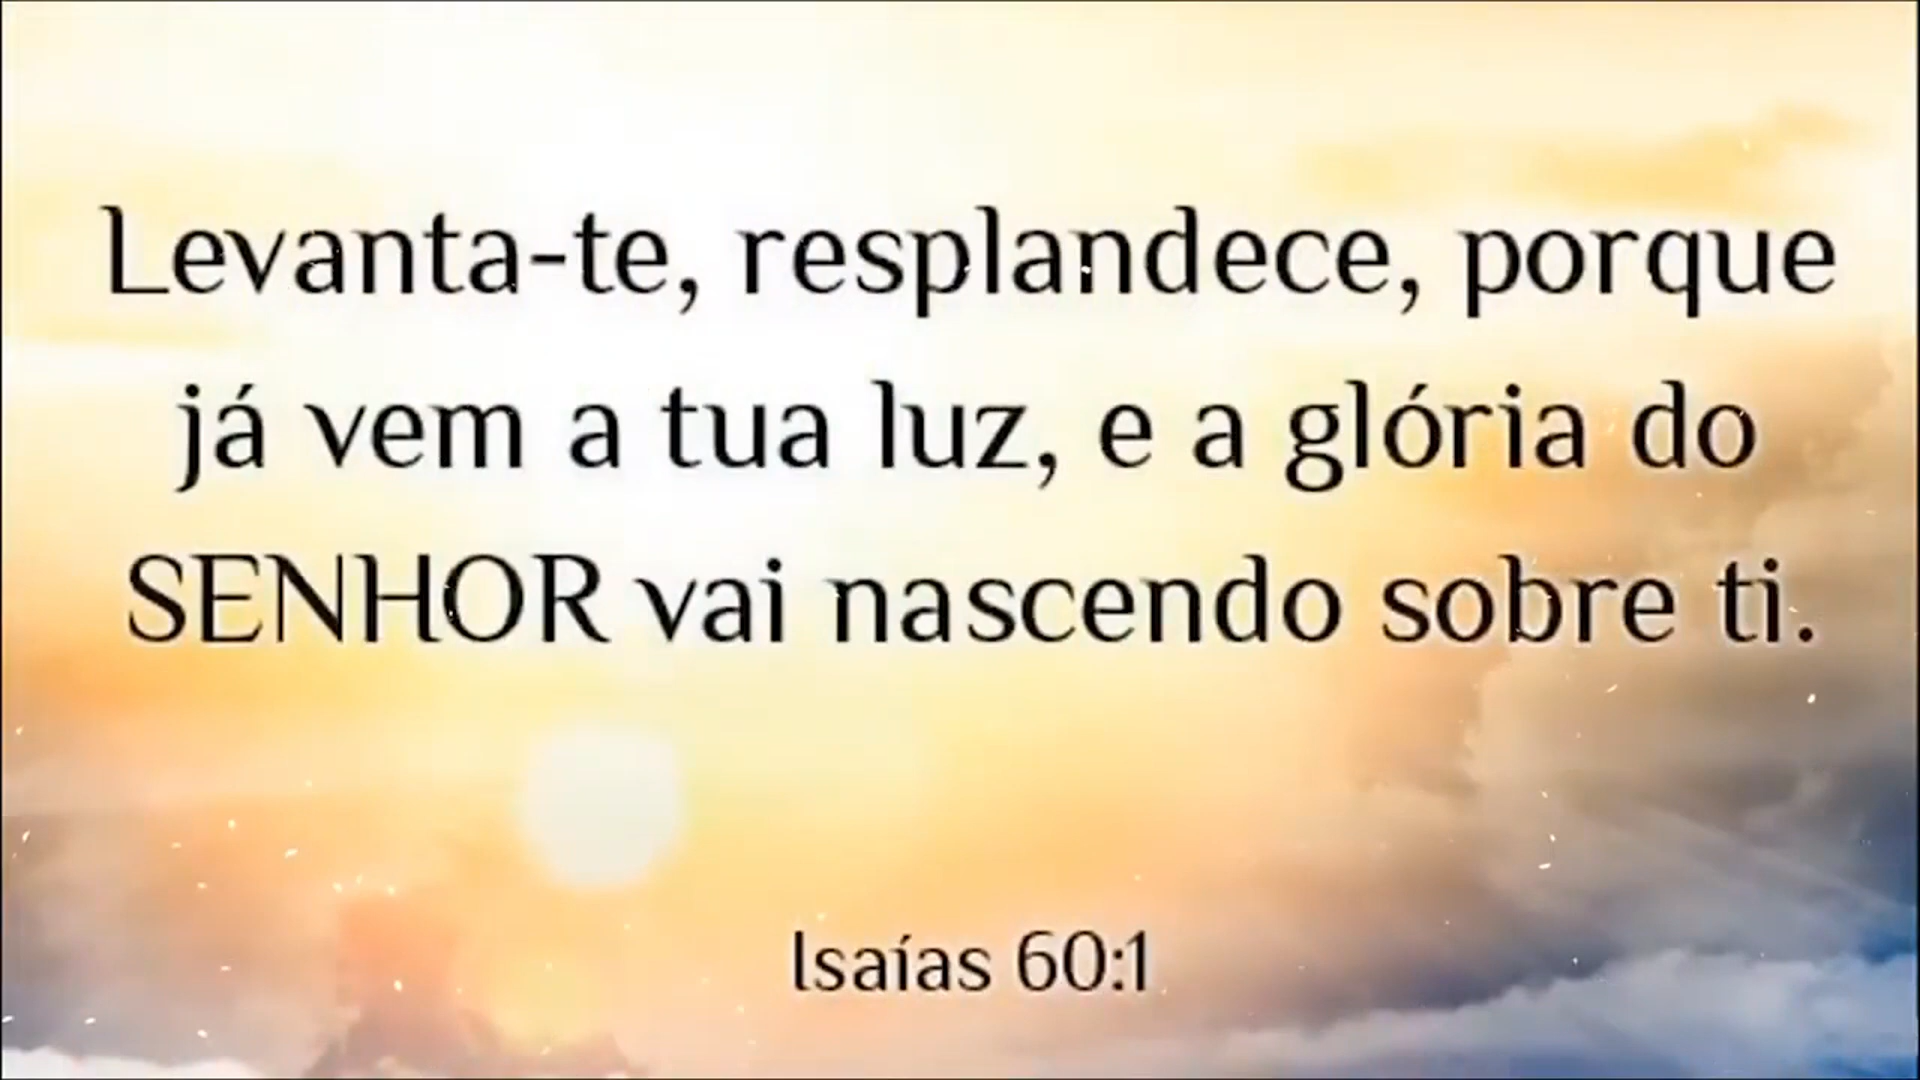 Levanta-te, resplandece, porque
já vem a tua luz, e a glória do
SENHOR vai nascendo sobre ti.
Isaías 60:1